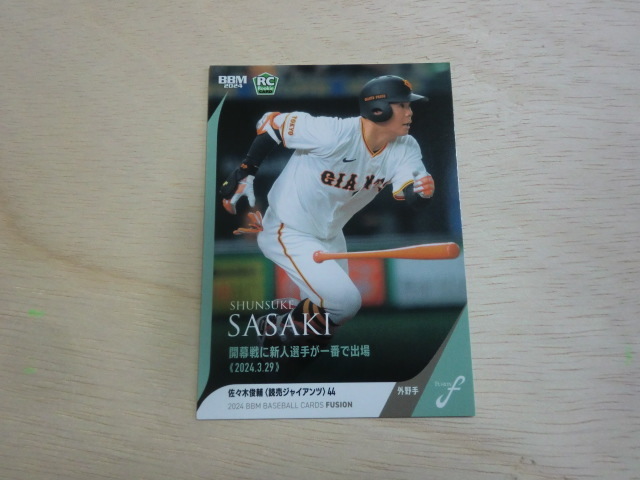 BBM
2024
RC
Rookie
CARD
TOKYO
GIANTS
SHUNSUKE
SASAKI
開幕戦に新人選手が一番で出場
《2024.3.29》
佐々木俊輔〈読売ジャイアンツ〉44
外野手
2024 BBM BASEBALL CARDS FUSION